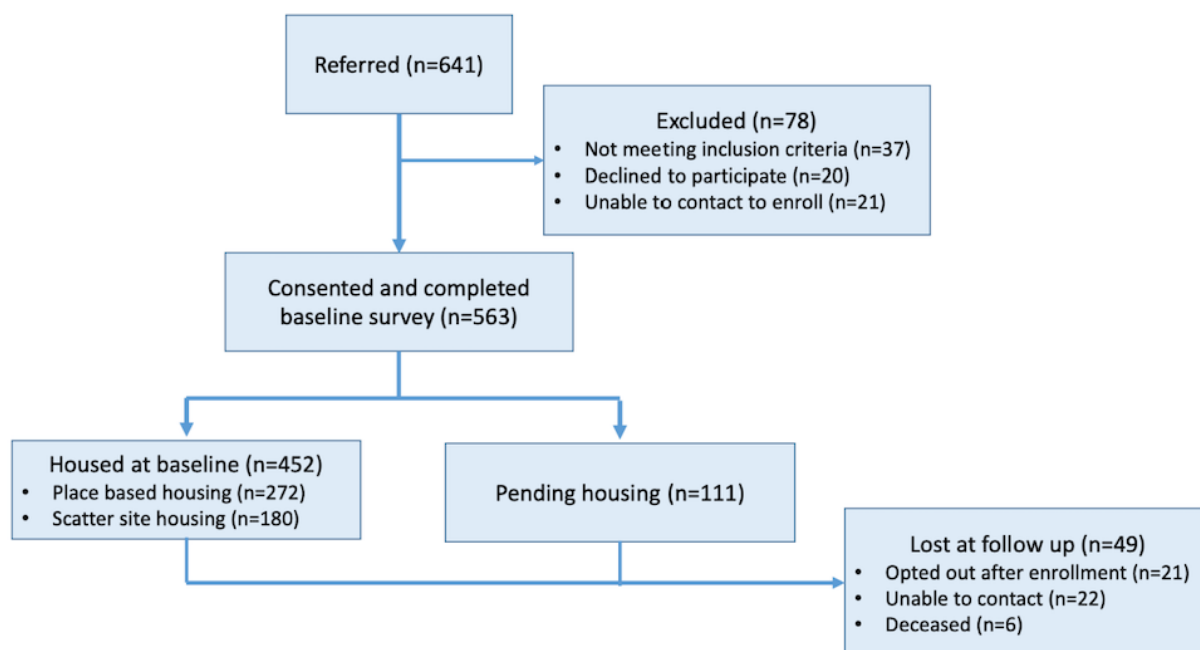 Referred (n=641)
Excluded (n=78)
• Not meeting inclusion criteria (n=37)
• Declined to participate (n=20)
• Unable to contact to enroll (n=21)
Consented and completed
baseline survey (n=563)
Housed at baseline (n=452)
• Place based housing (n=272)
• Scatter site housing (n=180)
Pending housing (n=111)
Lost at follow up (n=49)
• Opted out after enrollment (n=21)
• Unable to contact (n=22)
• Deceased (n=6)